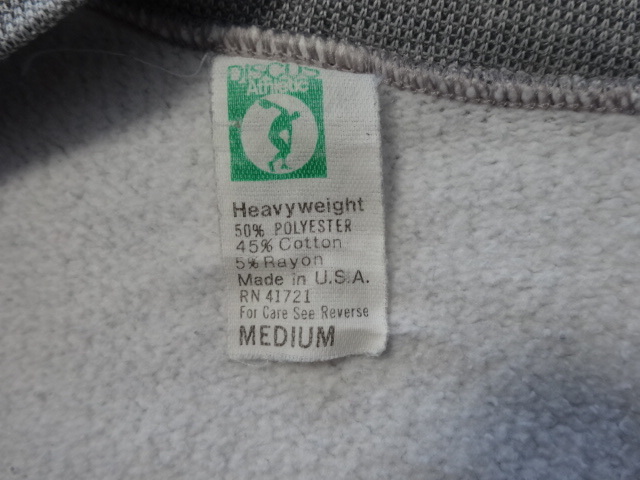 DISCUS
Athletic
Heavyweight
50% POLYESTER
45% Cotton
5% Rayon
Made in U.S.A.
RN 41721
For Care See Reverse
MEDIUM